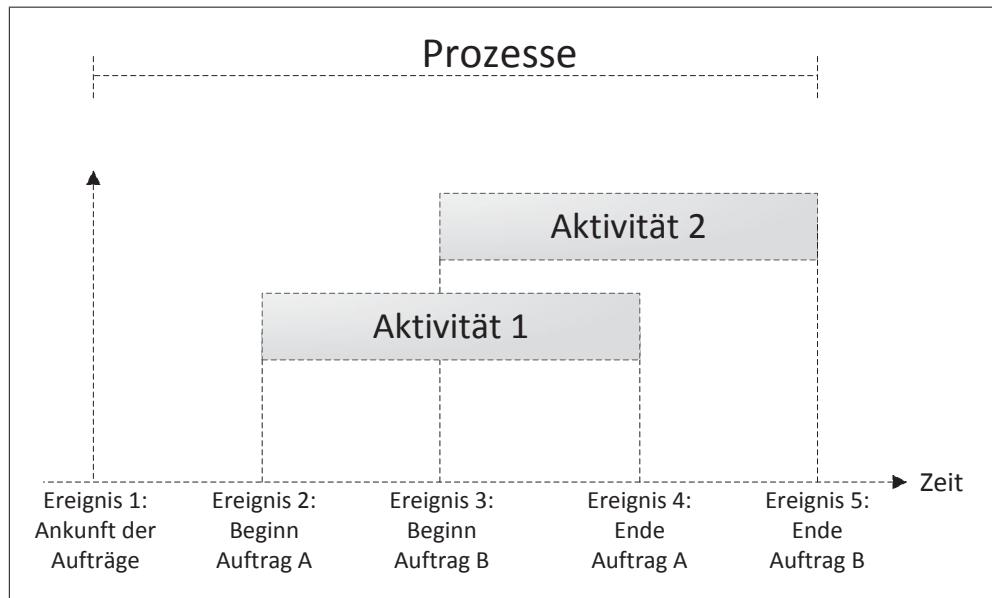 Prozesse
Aktivität 2
Aktivität 1
Zeit
Ereignis 1:
Ankunft der
Aufträge
Ereignis 2:
Beginn
Auftrag A
Ereignis 3:
Beginn
Auftrag B
Ereignis 4:
Ende
Auftrag A
Ereignis 5:
Ende
Auftrag B